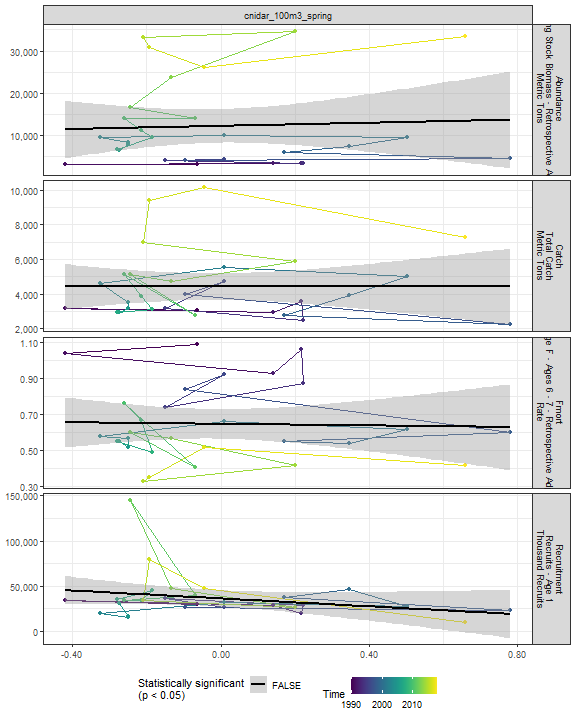 cnidar_100m3_spring
30,000
20,000
10,000
Abundance
ng Stock Biomass - Retrospective A
Metric Tons
10,000
8,000
6,000
4,000
2,000
Catch
Total Catch
Metric Tons
1.10
0.90
0.70
0.50
0.30
Fmort
ge F - Ages 6 - 7 - Retrospective Ad
Rate
150,000
100,000
50,000
0
Recruitment
Recruits - Age 1
Thousand Recruits
-0.40
0.00
0.40
0.80
Statistically significant
(p < 0.05)
FALSE
Time
1990
2000
2010